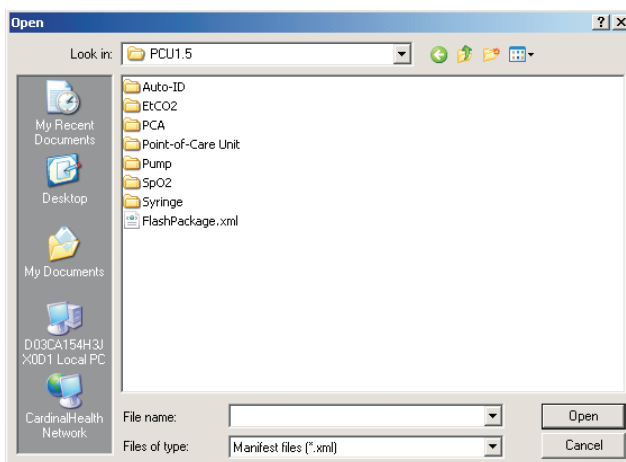 Open
Look in: PCU1.5
My Recent
Documents
Desktop
My Documents
D03CA154H3J
X0D1 Local PC
CardinalHealth
Network
Auto-ID
EtCO2
PCA
Point-of-Care Unit
Pump
SpO2
Syringe
FlashPackage.xml
File name: Open
Files of type: Manifest files (*.xml) Cancel